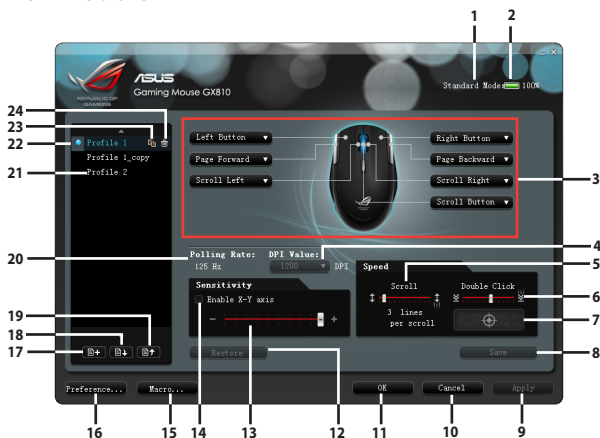 1 2
REPUBLIC OF
GAMERS
ASUS
Gaming Mouse GX810
Standard Mode: 100%
24
23
22
21
Profile 1
Profile 1_copy
Profile 2
Left Button
Page Forward
Scroll Left
Right Button
Page Backward
Scroll Right
Scroll Button
3
20
Polling Rate:
125 Hz
DPI Value:
1200 DPI
4
Sensitivity
Enable X-Y axis
- +
Speed
5
Scroll
3 lines
per scroll
Double Click
6
7
19
18
17
Restore
Save
8
Preference...
Macro...
OK
Cancel
Apply
16 15 14 13 12 11 10 9